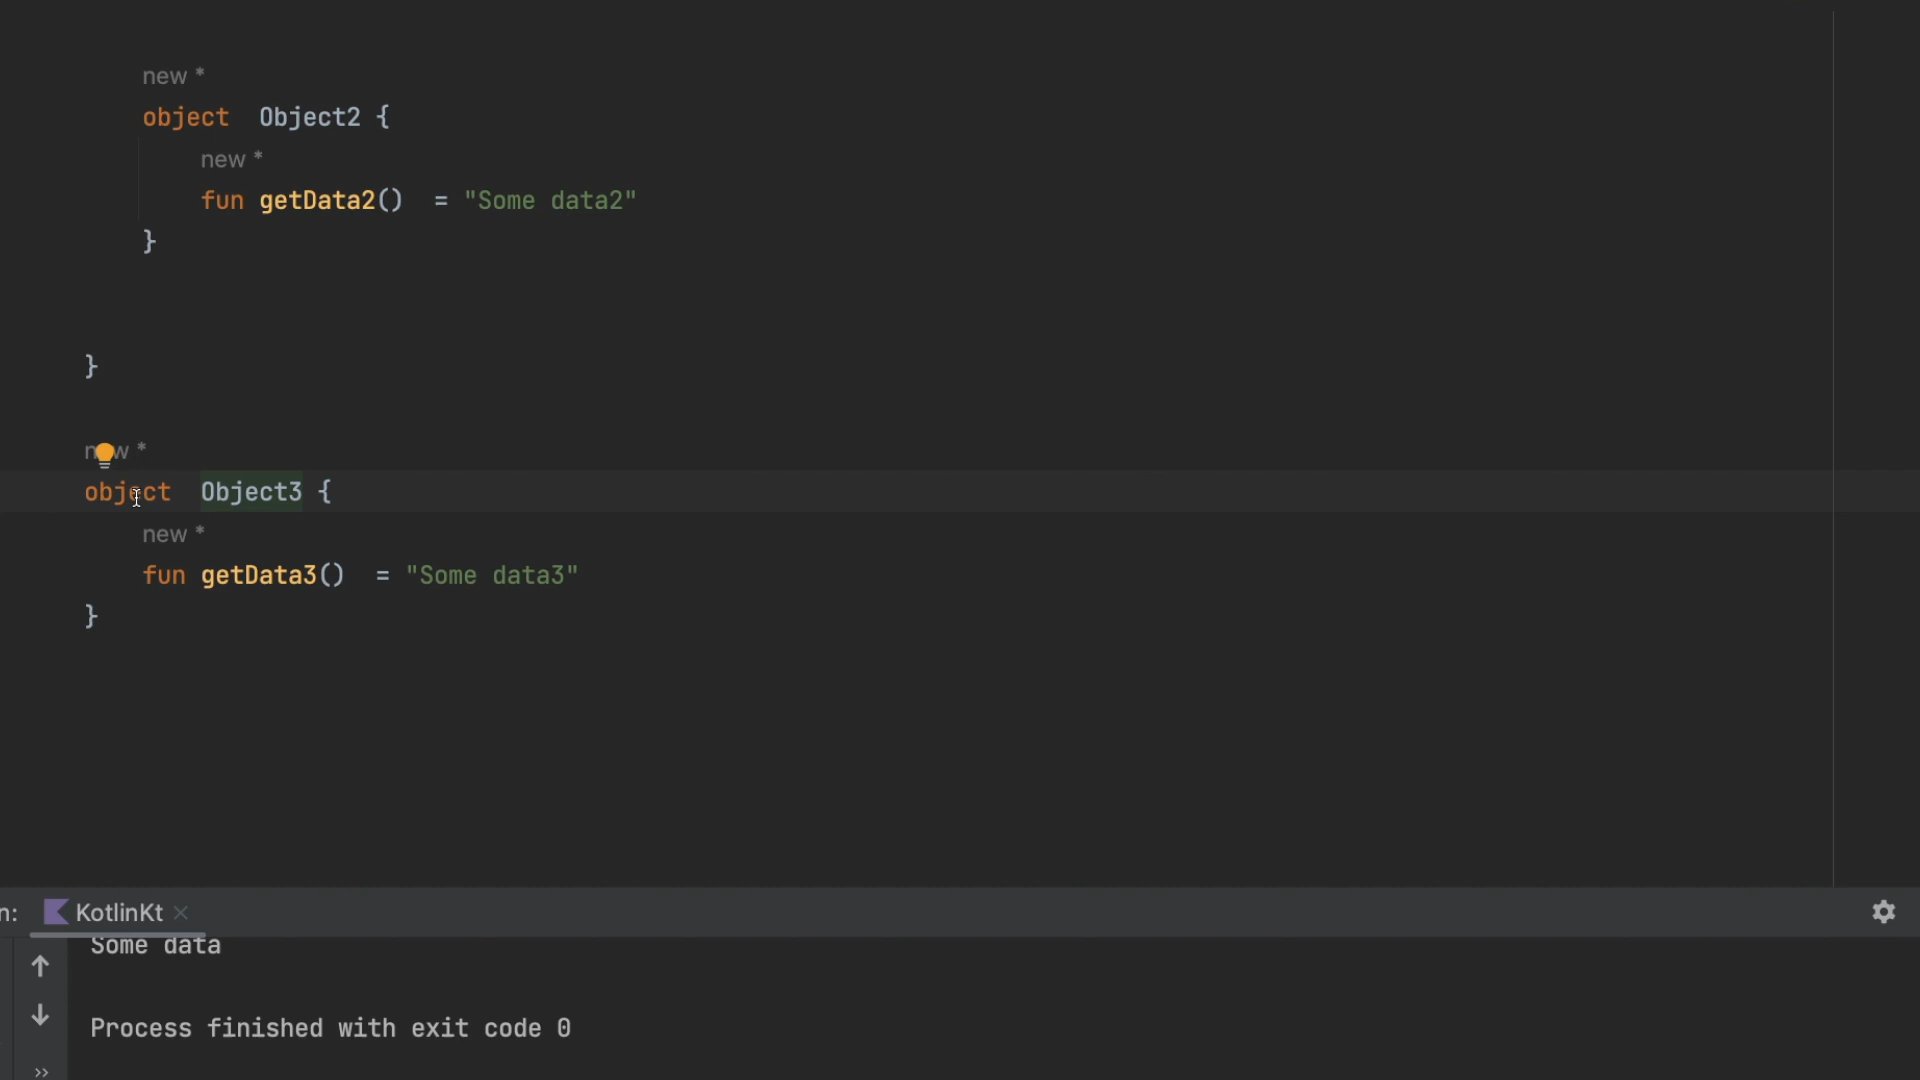 new *
object  Object2 {
new *
fun getData2()  = "Some data2"
}
}
new *
object  Object3 {
new *
fun getData3()  = "Some data3"
}
n: KotlinKt
Some data
Process finished with exit code 0